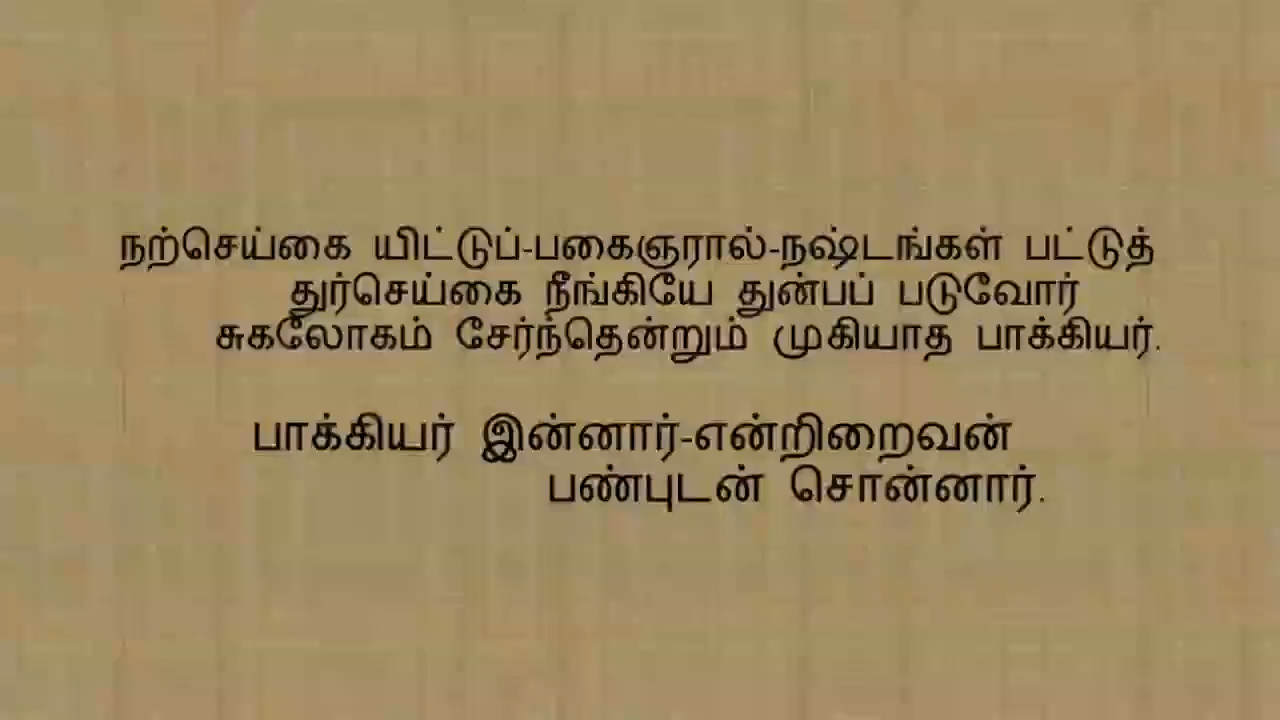 நற்செய்கை யிட்டுப்-பகைஞரால்-நஷ்டங்கள் பட்டுத்
துர்செய்கை நீங்கியே துன்பப் படுவோர்
சுகலோகம் சேர்ந்தென்றும் முகியாத பாக்கியர்.
பாக்கியர் இன்னார்-என்றிறைவன்
பண்புடன் சொன்னார்.